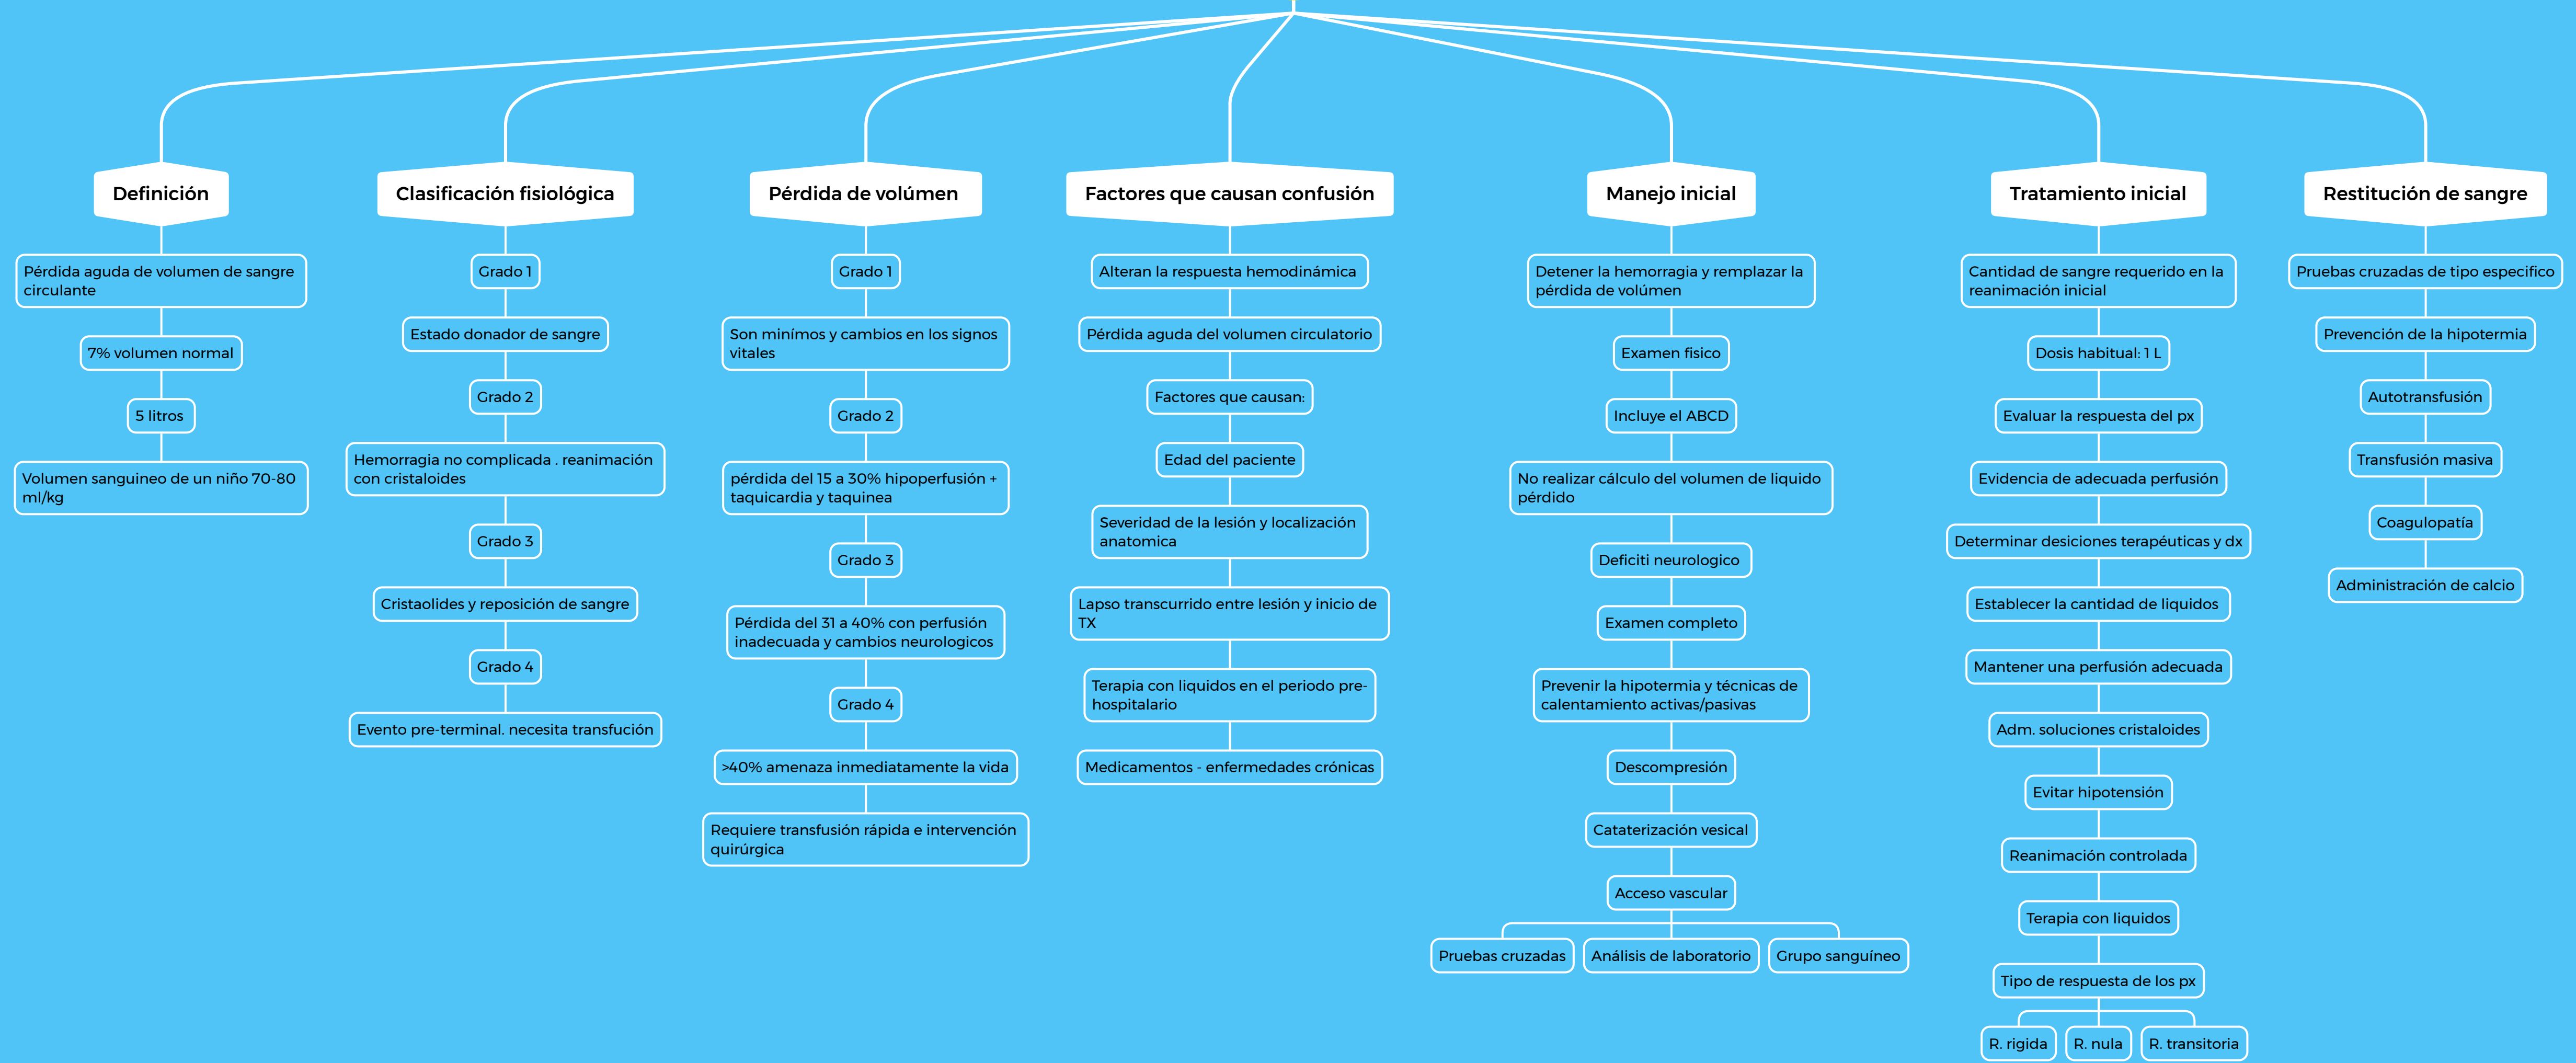 Definición
Pérdida aguda de volumen de sangre
circulante
7% volumen normal
5 litros
Volumen sanguineo de un niño 70-80
ml/kg
Clasificación fisiológica
Grado 1
Estado donador de sangre
Grado 2
Hemorragia no complicada . reanimación
con cristaloides
Grado 3
Cristaolides y reposición de sangre
Grado 4
Evento pre-terminal. necesita transfución
Pérdida de volúmen
Grado 1
Son minímos y cambios en los signos
vitales
Grado 2
pérdida del 15 a 30% hipoperfusión +
taquicardia y taquinea
Grado 3
Pérdida del 31 a 40% con perfusión
inadecuada y cambios neurologicos
Grado 4
>40% amenaza inmediatamente la vida
Requiere transfusión rápida e intervención
quirúrgica
Factores que causan confusión
Alteran la respuesta hemodinámica
Pérdida aguda del volumen circulatorio
Factores que causan:
Edad del paciente
Severidad de la lesión y localización
anatomica
Lapso transcurrido entre lesión y inicio de
TX
Terapia con liquidos en el periodo pre-
hospitalario
Medicamentos - enfermedades crónicas
Manejo inicial
Detener la hemorragia y remplazar la
pérdida de volúmen
Examen fisico
Incluye el ABCD
No realizar cálculo del volumen de liquido
pérdido
Deficiti neurologico
Examen completo
Prevenir la hipotermia y técnicas de
calentamiento activas/pasivas
Descompresión
Cataterización vesical
Acceso vascular
Pruebas cruzadas
Análisis de laboratorio
Grupo sanguíneo
Tratamiento inicial
Cantidad de sangre requerido en la
reanimación inicial
Dosis habitual: 1 L
Evaluar la respuesta del px
Evidencia de adecuada perfusión
Determinar desiciones terapéuticas y dx
Establecer la cantidad de liquidos
Mantener una perfusión adecuada
Adm. soluciones cristaloides
Evitar hipotensión
Reanimación controlada
Terapia con liquidos
Tipo de respuesta de los px
R. rigida
R. nula
R. transitoria
Restitución de sangre
Pruebas cruzadas de tipo especifico
Prevención de la hipotermia
Autotransfusión
Transfusión masiva
Coagulopatía
Administración de calcio